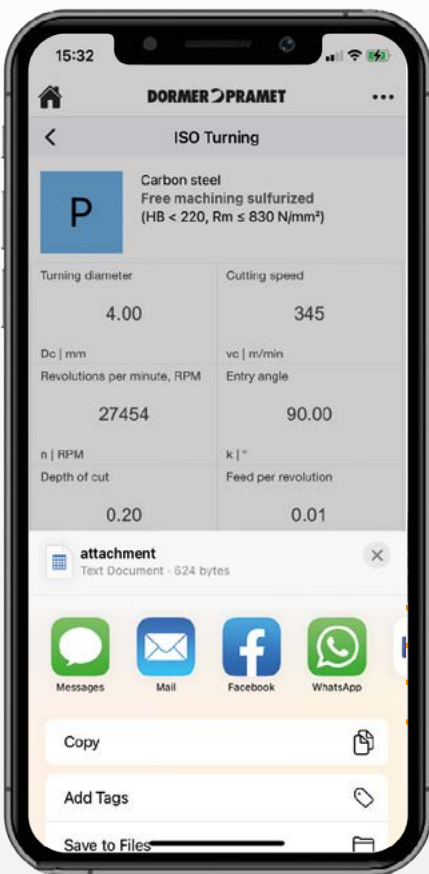 15:32
DORMER PRAMET
ISO Turning
P
Carbon steel
Free machining sulfurized
(HB < 220, Rm ≤ 830 N/mm²)
Turning diameter
Cutting speed
4.00
345
Dc | mm
vc | m/min
Revolutions per minute, RPM
Entry angle
27454
90.00
n | RPM
k | °
Depth of cut
Feed per revolution
0.20
0.01
attachment
Text Document - 624 bytes
Messages
Mail
Facebook
WhatsApp
Copy
Add Tags
Save to Files